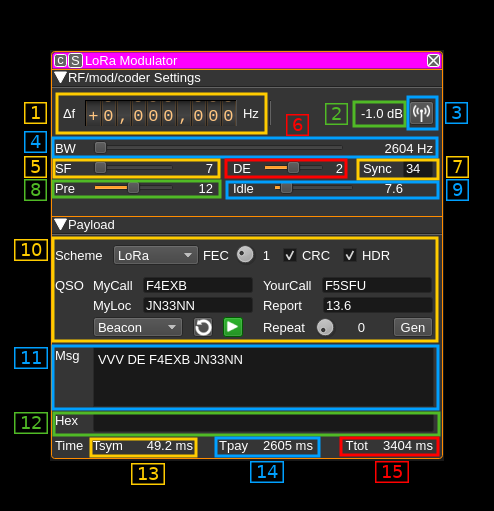 C S LoRa Modulator
RF/mod/coder Settings
1 Δf +0,000,000 Hz 6 2 -1.0 dB 3
4 BW 2604 Hz
5 SF 7 DE 2 Sync 34 7
8 Pre 12 Idle 7.6 9
Payload
10 Scheme LoRa FEC 1 CRC HDR
QSO MyCall F4EXB YourCall F5SFU
MyLoc JN33NN Report 13.6
Beacon Repeat 0 Gen
11 Msg VVV DE F4EXB JN33NN
12 Hex
Time Tsym 49.2 ms Tpay 2605 ms Ttot 3404 ms
13 14 15